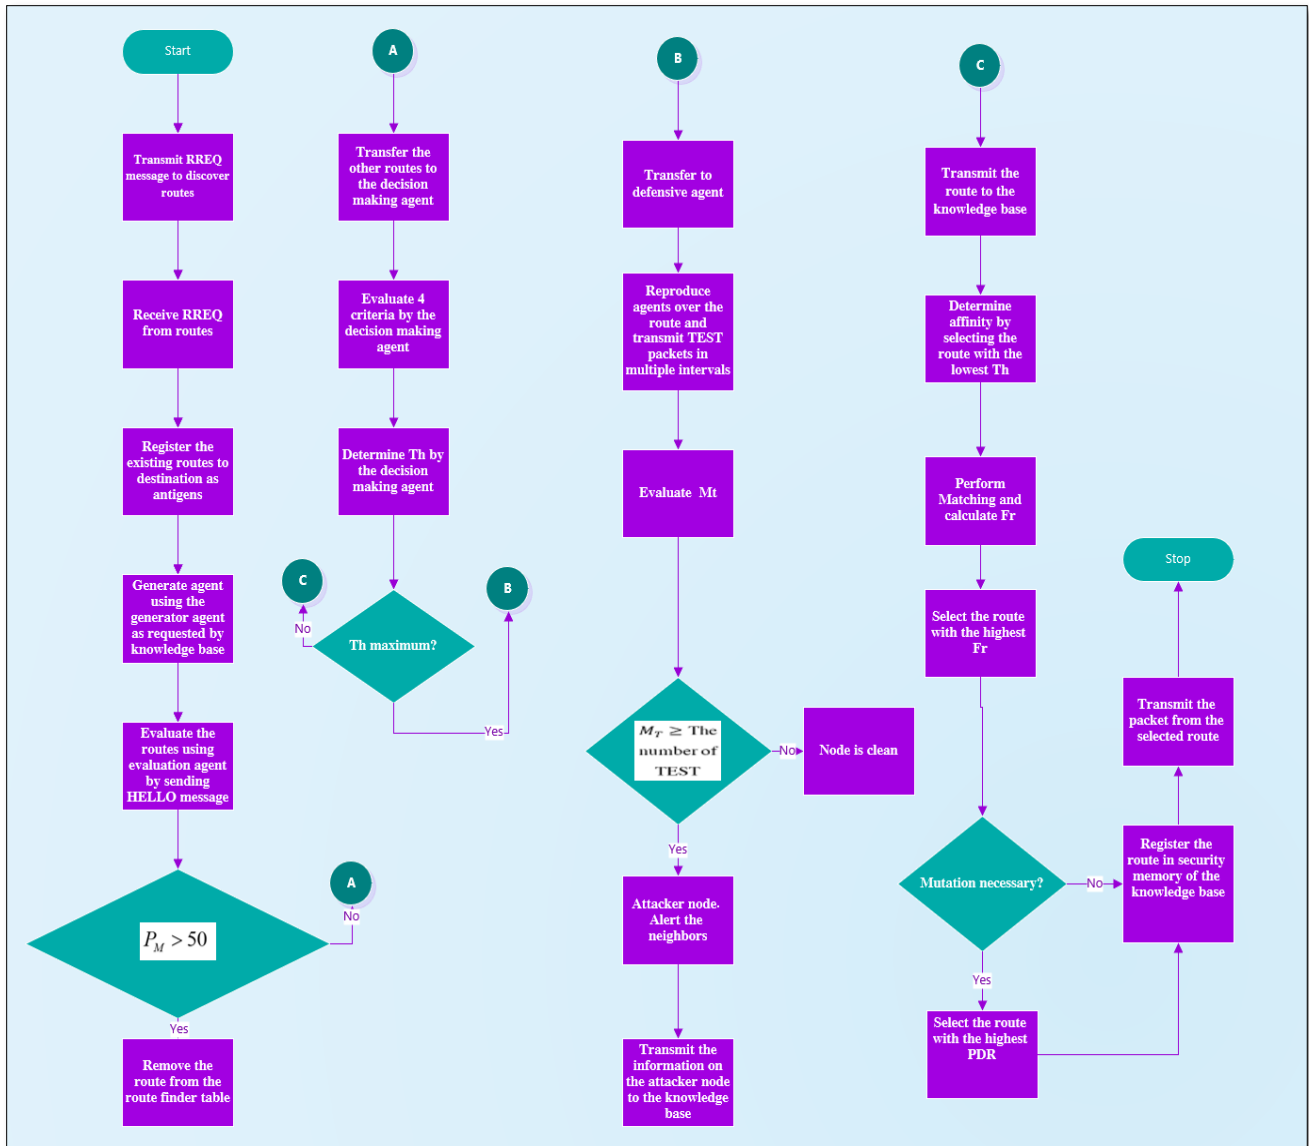 Start
Transmit RREQ
message to discover
routes
Receive RREQ
from routes
Register the
existing routes to
destination as
antigens
Generate agent
using the
generator agent
as requested by
knowledge base
Evaluate the
routes using
evaluation agent
by sending
HELLO message
P_M > 50
No
A
Yes
Remove the
route from the
route finder table
A
Transfer the
other routes to
the decision
making agent
Evaluate 4
criteria by the
decision making
agent
Determine Th by
the decision
making agent
Th maximum?
No
C
Yes
B
B
Transfer to
defensive agent
Reproduce
agents over the
route and
transmit TEST
packets in
multiple intervals
Evaluate Mt
M_T ≥ The
number of
TEST
No
Node is clean
Yes
Attacker node.
Alert the
neighbors
Transmit the
information on
the attacker node
to the knowledge
base
C
Transmit the
route to the
knowledge base
Determine
affinity by
selecting the
route with the
lowest Th
Perform
Matching and
calculate Fr
Select the route
with the highest
Fr
Mutation necessary?
No
Yes
Select the route
with the highest
PDR
Register the
route in security
memory of the
knowledge base
Transmit the
packet from the
selected route
Stop